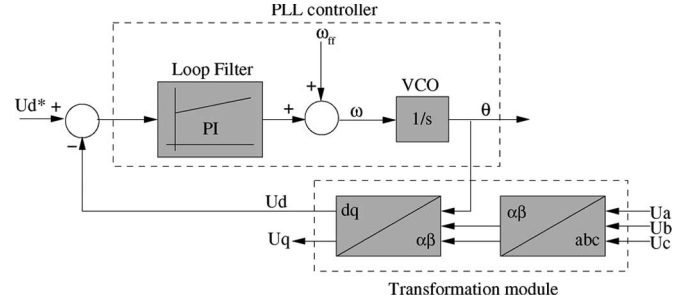 PLL controller
ω_ff
Loop Filter
VCO
Ud* +
+
+
ω
1/s
θ
PI
−
Ud
Uq
dq
αβ
αβ
abc
Ua
Ub
Uc
Transformation module